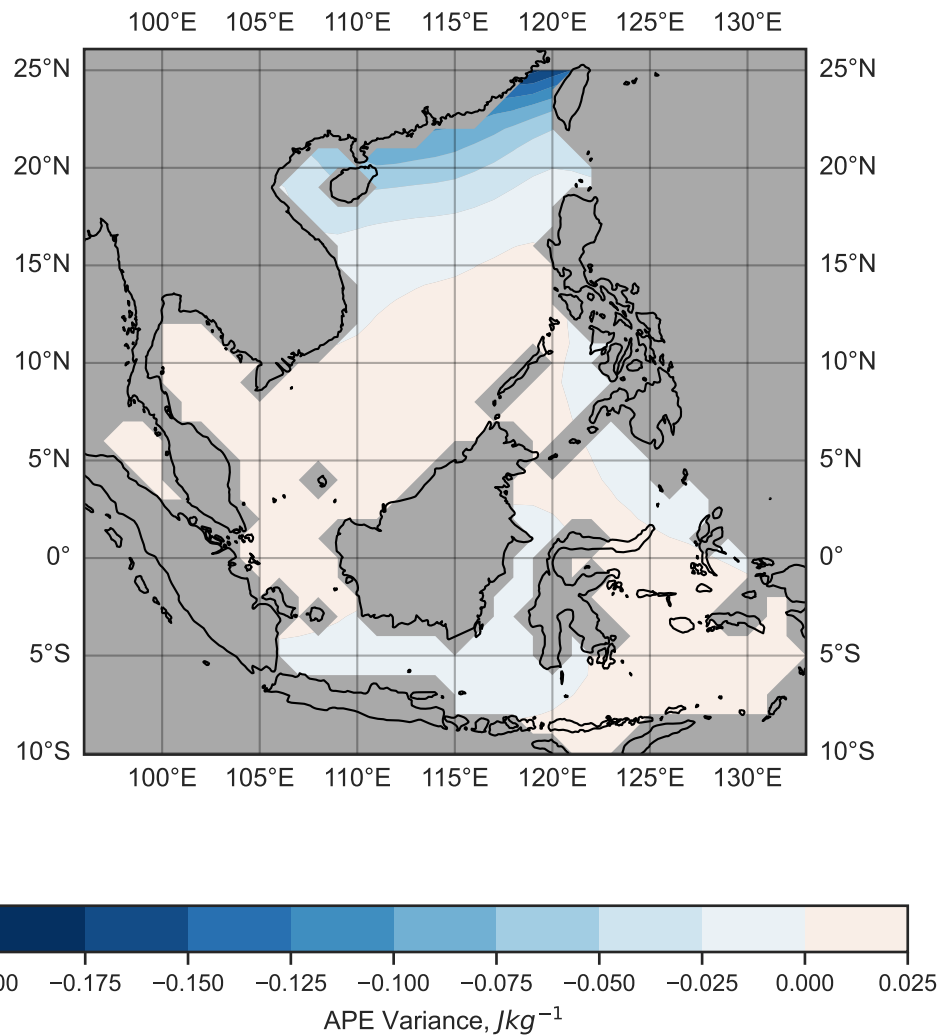 100°E 105°E 110°E 115°E 120°E 125°E 130°E
25°N 25°N
20°N 20°N
15°N 15°N
10°N 10°N
5°N 5°N
0° 0°
5°S 5°S
10°S 10°S
100°E 105°E 110°E 115°E 120°E 125°E 130°E
00 −0.175 −0.150 −0.125 −0.100 −0.075 −0.050 −0.025 0.000 0.025
APE Variance, Jkg⁻¹